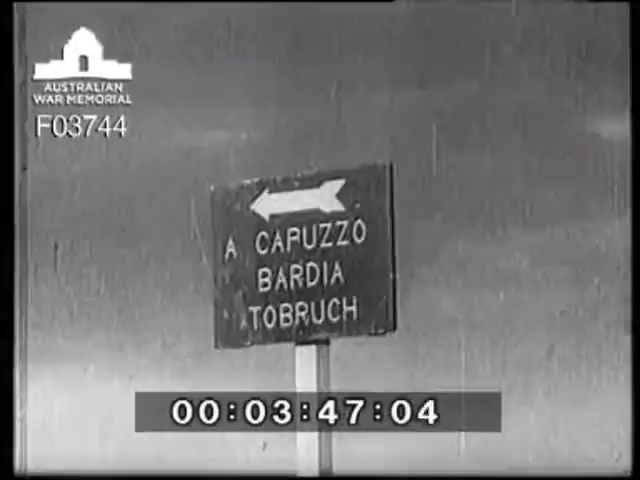 AUSTRALIAN
WAR MEMORIAL
F03744
A CAPUZZO
BARDIA
TOBRUCH
00:03:47:04